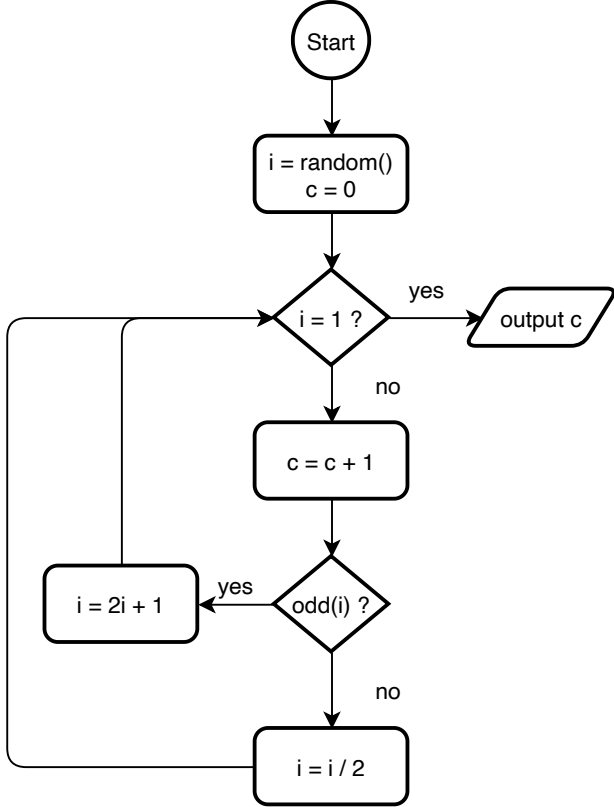 Start
i = random()
c = 0
i = 1 ?
yes
output c
no
c = c + 1
odd(i) ?
yes
i = 2i + 1
no
i = i / 2